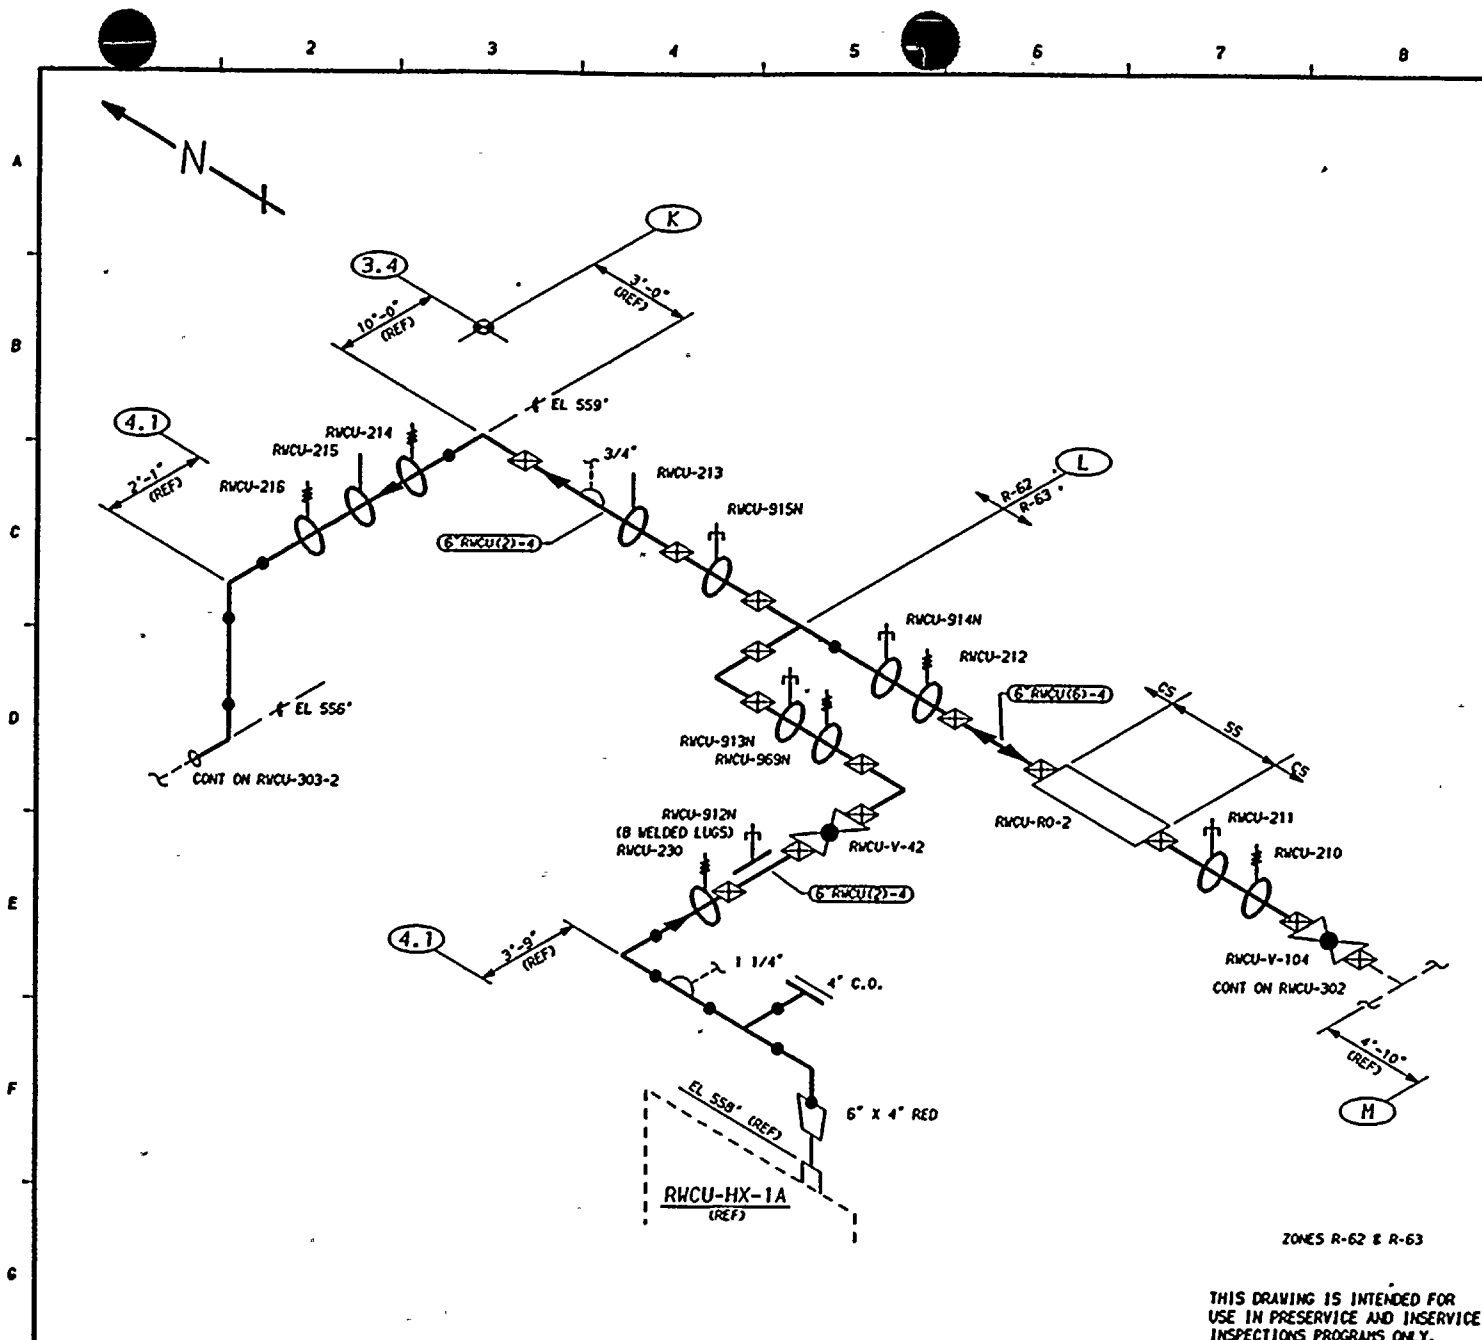 2 3 4 5 6 7 8
A
N
K
3.4
3'-0"
(REF)
10'-0"
(REF)
B
EL 559'
4.1
RWCU-214
RWCU-215
RWCU-216
2'-1"
(REF)
3/4"
RWCU-213
RWCU-915N
L
R-62
R-63
C
6"RWCU(2)-4
RWCU-914N
RWCU-212
6"RWCU(6)-4
CS
SS
CS
D
EL 556'
CONT ON RWCU-303-2
RWCU-913N
RWCU-969N
RWCU-912N
(8 WELDED LUGS)
RWCU-230
RWCU-V-42
RWCU-RO-2
RWCU-211
RWCU-210
E
6"RWCU(2)-4
4.1
3'-9"
(REF)
1 1/4"
4" C.O.
RWCU-V-104
CONT ON RWCU-302
4'-10"
(REF)
M
F
EL 558' (REF)
6" X 4" RED
RWCU-HX-1A
(REF)
ZONES R-62 & R-63
G
THIS DRAWING IS INTENDED FOR
USE IN PRESERVICE AND INSERVICE
INSPECTIONS PROGRAMS ONLY.